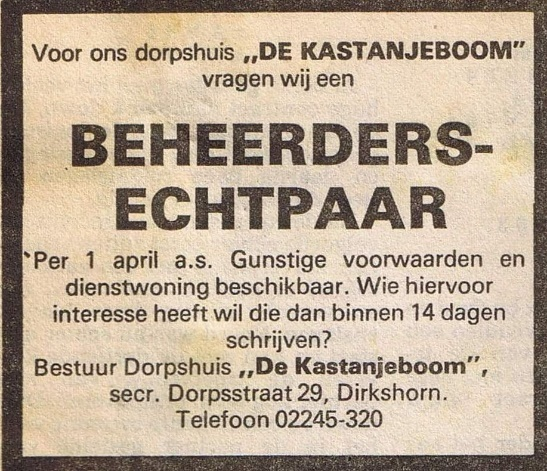 Voor ons dorpshuis „DE KASTANJEBOOM"
vragen wij een
BEHEERDERS-
ECHTPAAR
Per 1 april a.s. Gunstige voorwaarden en
dienstwoning beschikbaar. Wie hiervoor
interesse heeft wil die dan binnen 14 dagen
schrijven?
Bestuur Dorpshuis „De Kastanjeboom",
secr. Dorpsstraat 29, Dirkshorn.
Telefoon 02245-320